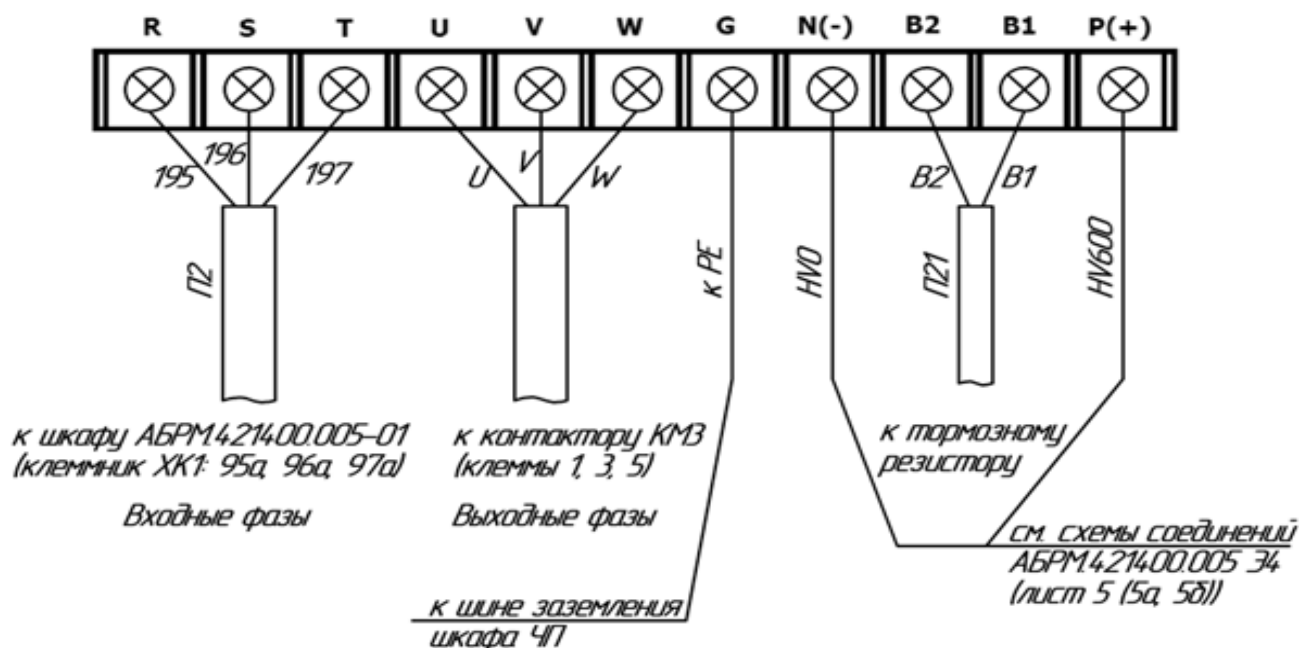 R S T U V W G N(-) B2 B1 P(+)
195 196 197 U V W B2 B1
П2 к PE HV0 П21 HV600
к шкафу АБРМ.421400.005-01
(клеммник ХК1: 95а, 96а, 97а)
Входные фазы
к контактору КМ3
(клеммы 1, 3, 5)
Выходные фазы
к тормозному
резистору
см. схемы соединений
АБРМ.421400.005 Э4
(лист 5 (5а, 5б))
к шине заземления
шкафа ЧП